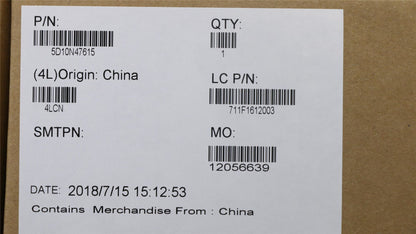 P/N: QTY:
5D10N47615 1
(4L)Origin: China LC P/N:
4LCN 711F1612003
SMTPN: MO:
12056639
DATE: 2018/7/15 15:12:53
Contains Merchandise From : China